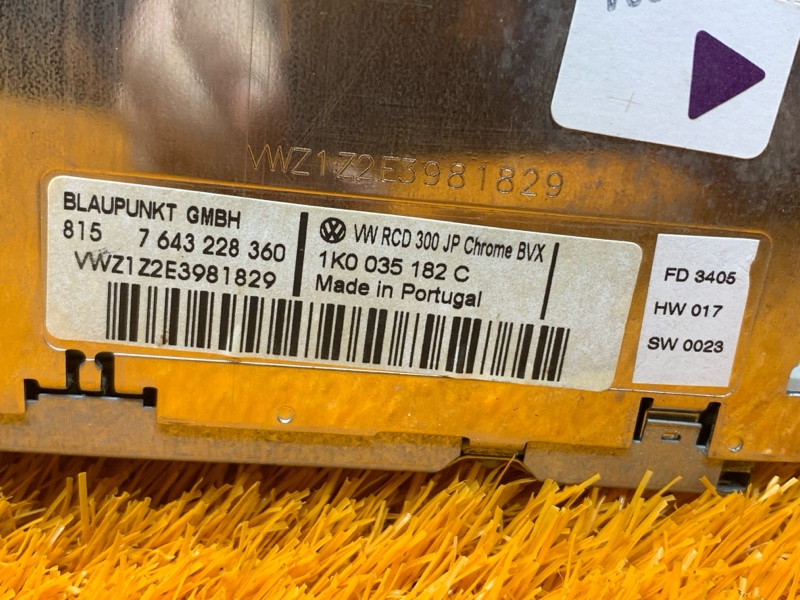 VWZ1Z2E3981829
BLAUPUNKT GMBH
815 7 643 228 360
VWZ1Z2E3981829
VW RCD 300 JP Chrome BVX
1K0 035 182 C
Made in Portugal
FD 3405
HW 017
SW 0023